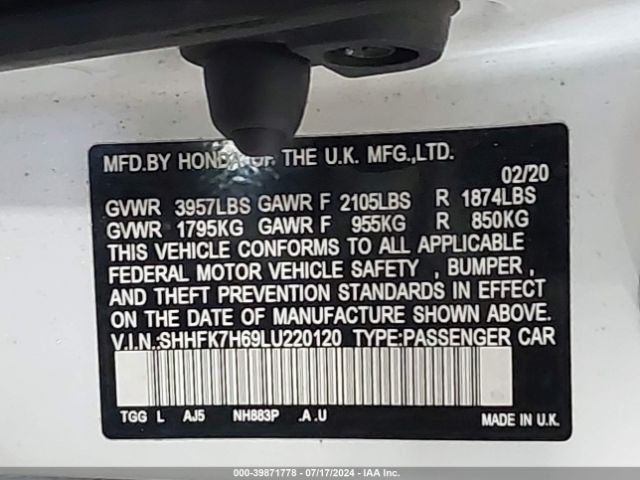 MFD.BY HONDA OF THE U.K. MFG.,LTD.
02/20
GVWR 3957LBS GAWR F 2105LBS R 1874LBS
GVWR 1795KG GAWR F 955KG R 850KG
THIS VEHICLE CONFORMS TO ALL APPLICABLE
FEDERAL MOTOR VEHICLE SAFETY , BUMPER ,
AND THEFT PREVENTION STANDARDS IN EFFECT
ON THE DATE OF MANUFACTURE SHOWN ABOVE.
V.I.N.:SHHFK7H69LU220120 TYPE:PASSENGER CAR
TGG L AJ5 NH883P .A .U
MADE IN U.K.
000-39871778 - 07/17/2024 - IAA Inc.